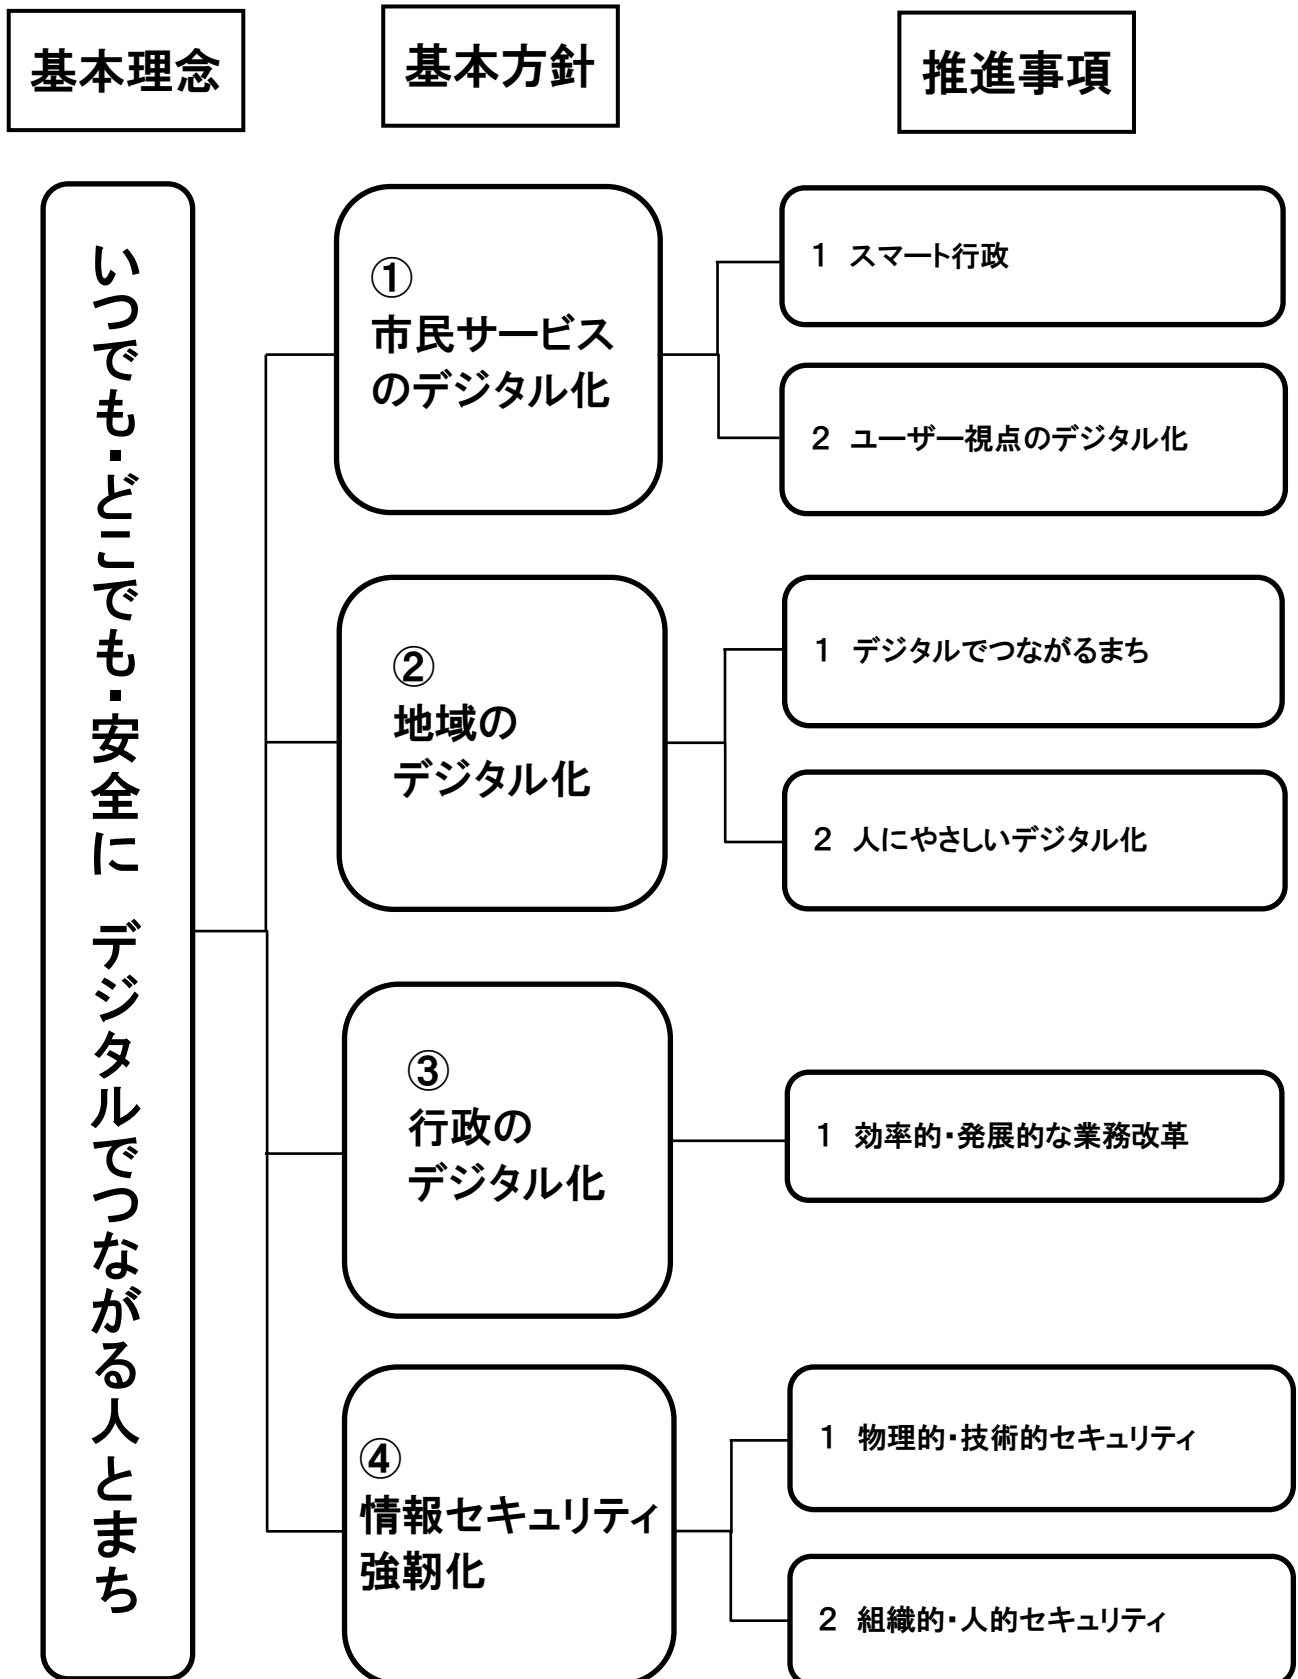 基本理念
基本方針
推進事項
いつでも・どこでも・安全に　デジタルでつながる人とまち
①
市民サービス
のデジタル化
1　スマート行政
2　ユーザー視点のデジタル化
②
地域の
デジタル化
1　デジタルでつながるまち
2　人にやさしいデジタル化
③
行政の
デジタル化
1　効率的・発展的な業務改革
④
情報セキュリティ
強靭化
1　物理的・技術的セキュリティ
2　組織的・人的セキュリティ